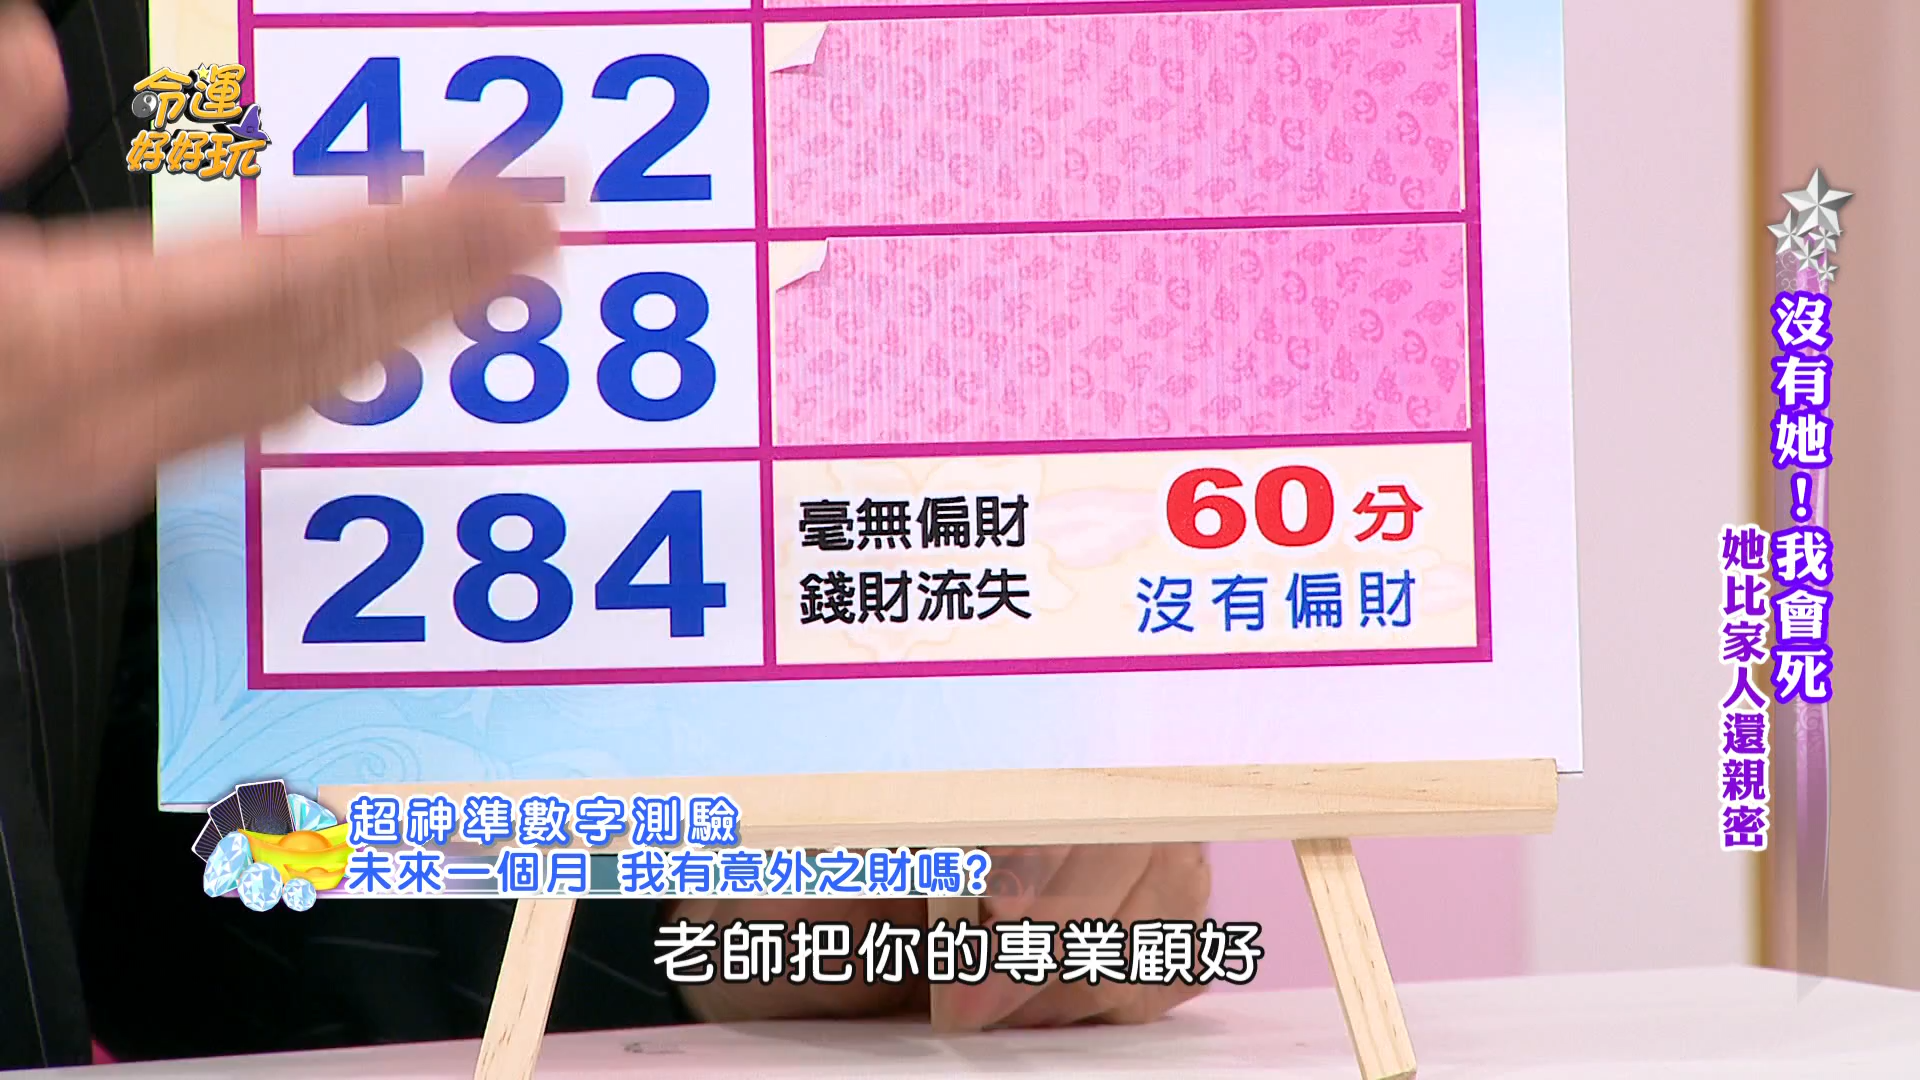 命運
好好玩
422
888
284
毫無偏財
錢財流失
60分
沒有偏財
沒有她!我會死
她比家人還親密
超神準數字測驗
未來一個月 我有意外之財嗎?
老師把你的專業顧好